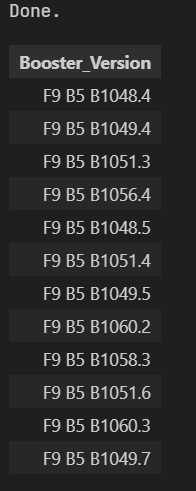 Done.
Booster_Version
F9 B5 B1048.4
F9 B5 B1049.4
F9 B5 B1051.3
F9 B5 B1056.4
F9 B5 B1048.5
F9 B5 B1051.4
F9 B5 B1049.5
F9 B5 B1060.2
F9 B5 B1058.3
F9 B5 B1051.6
F9 B5 B1060.3
F9 B5 B1049.7